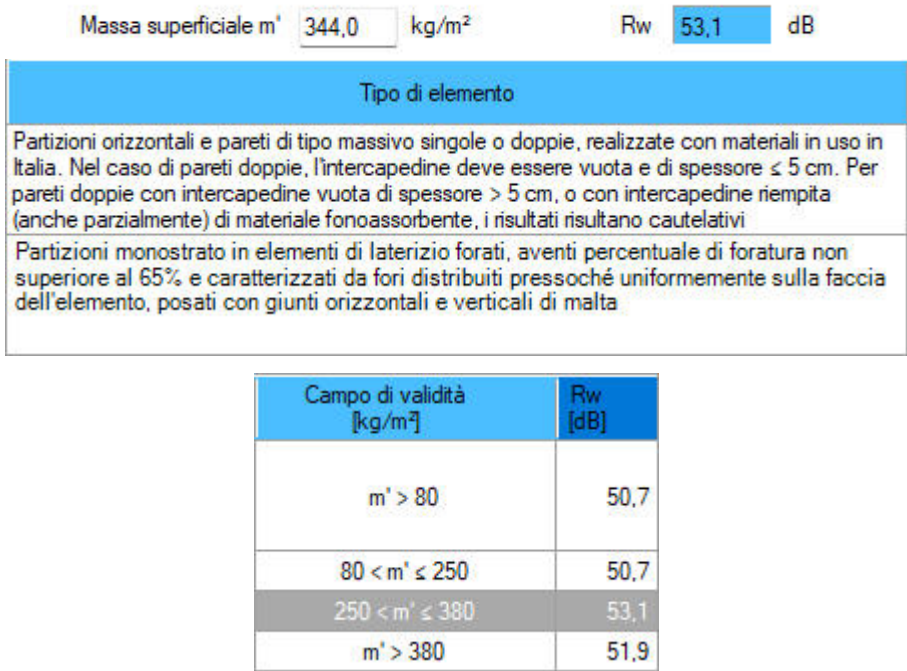 Massa superficiale m' 344,0 kg/m² Rw 53,1 dB
Tipo di elemento
Partizioni orizzontali e pareti di tipo massivo singole o doppie, realizzate con materiali in uso in
Italia. Nel caso di pareti doppie, l'intercapedine deve essere vuota e di spessore ≤ 5 cm. Per
pareti doppie con intercapedine vuota di spessore > 5 cm, o con intercapedine riempita
(anche parzialmente) di materiale fonoassorbente, i risultati risultano cautelativi
Partizioni monostrato in elementi di laterizio forati, aventi percentuale di foratura non
superiore al 65% e caratterizzati da fori distribuiti pressoché uniformemente sulla faccia
dell'elemento, posati con giunti orizzontali e verticali di malta
Campo di validità Rw
[kg/m²] [dB]
m' > 80 50,7
80 < m' ≤ 250 50,7
250 < m' ≤ 380 53,1
m' > 380 51,9